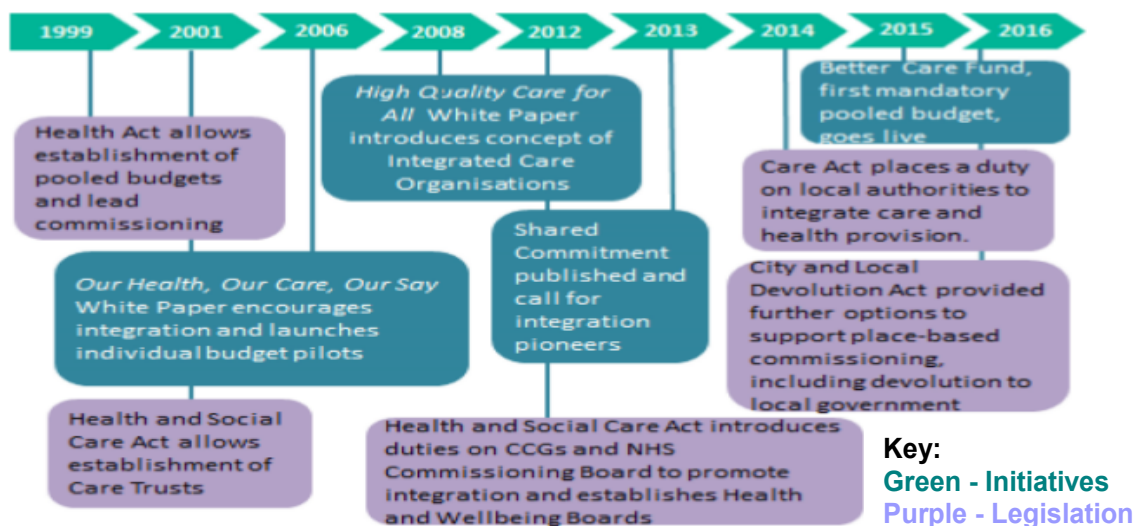 1999 2001 2006 2008 2012 2013 2014 2015 2016
Health Act allows
establishment of
pooled budgets
and lead
commissioning
High Quality Care for
All White Paper
introduces concept of
Integrated Care
Organisations
Better Care Fund,
first mandatory
pooled budget,
goes live
Care Act places a duty
on local authorities to
integrate care and
health provision.
Shared
Commitment
published and
call for
integration
pioneers
Our Health, Our Care, Our Say
White Paper encourages
integration and launches
individual budget pilots
City and Local
Devolution Act provided
further options to
support place-based
commissioning,
including devolution to
local government
Health and Social
Care Act allows
establishment of
Care Trusts
Health and Social Care Act introduces
duties on CCGs and NHS
Commissioning Board to promote
integration and establishes Health
and Wellbeing Boards
Key:
Green - Initiatives
Purple - Legislation